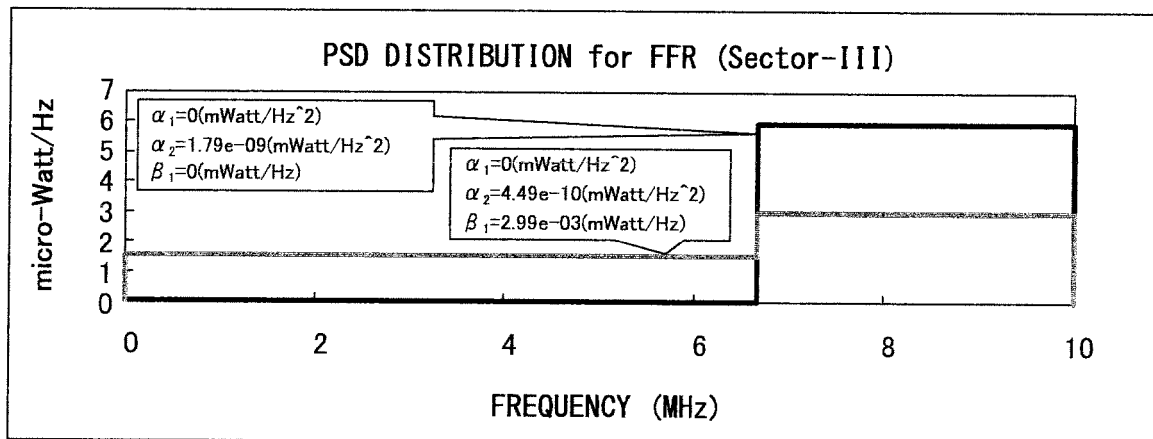 PSD DISTRIBUTION for FFR (Sector-III)
micro-Watt/Hz
7
6
5
4
3
2
1
0
α₁=0(mWatt/Hz^2)
α₂=1.79e-09(mWatt/Hz^2)
β₁=0(mWatt/Hz)
α₁=0(mWatt/Hz^2)
α₂=4.49e-10(mWatt/Hz^2)
β₁=2.99e-03(mWatt/Hz)
0 2 4 6 8 10
FREQUENCY (MHz)